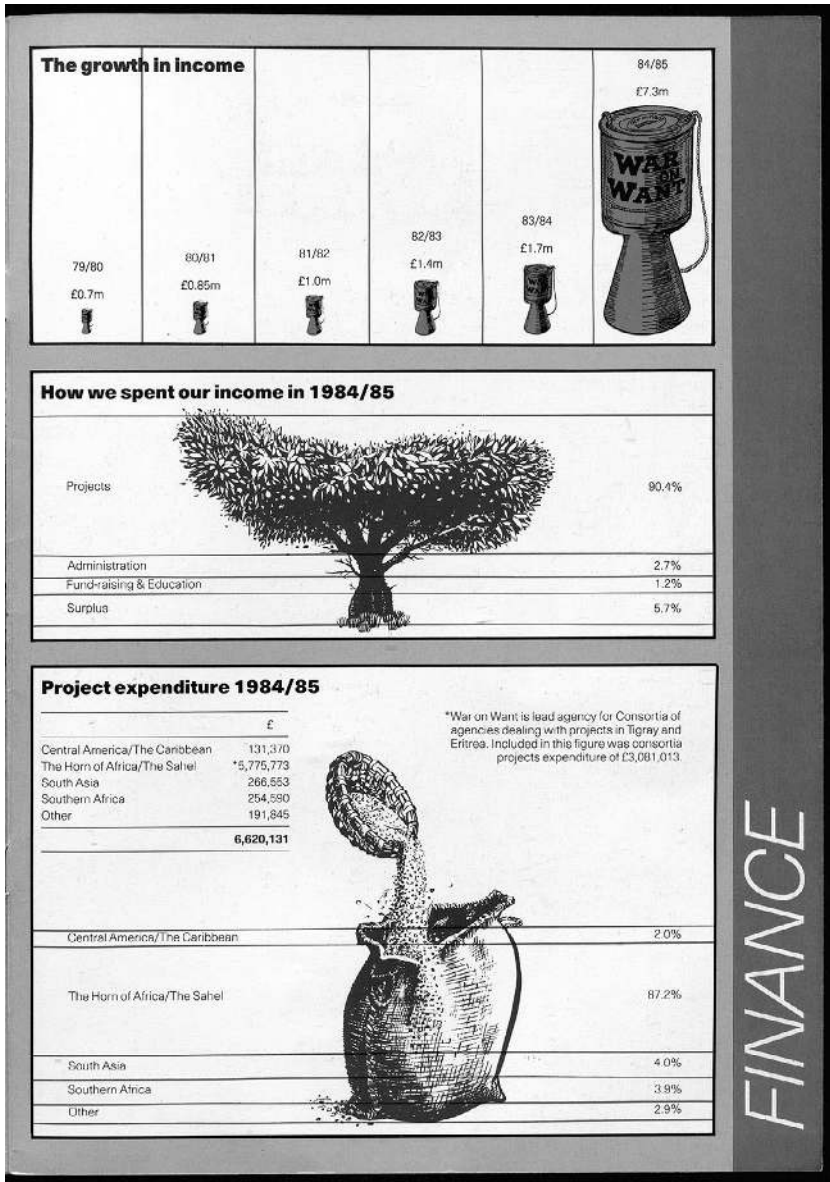 The growth in income
79/80
£0.7m
80/81
£0.85m
81/82
£1.0m
82/83
£1.4m
83/84
£1.7m
84/85
£7.3m
WAR
ON
WANT
How we spent our income in 1984/85
Projects 90.4%
Administration 2.7%
Fund-raising & Education 1.2%
Surplus 5.7%
Project expenditure 1984/85
£
Central America/The Caribbean 131,370
The Horn of Africa/The Sahel *5,775,773
South Asia 266,553
Southern Africa 254,590
Other 191,845
6,620,131
*War on Want is lead agency for Consortia of
agencies dealing with projects in Tigray and
Eritrea. Included in this figure was consortia
projects expenditure of £3,081,013.
Central America/The Caribbean 2.0%
The Horn of Africa/The Sahel 87.2%
South Asia 4.0%
Southern Africa 3.9%
Other 2.9%
FINANCE